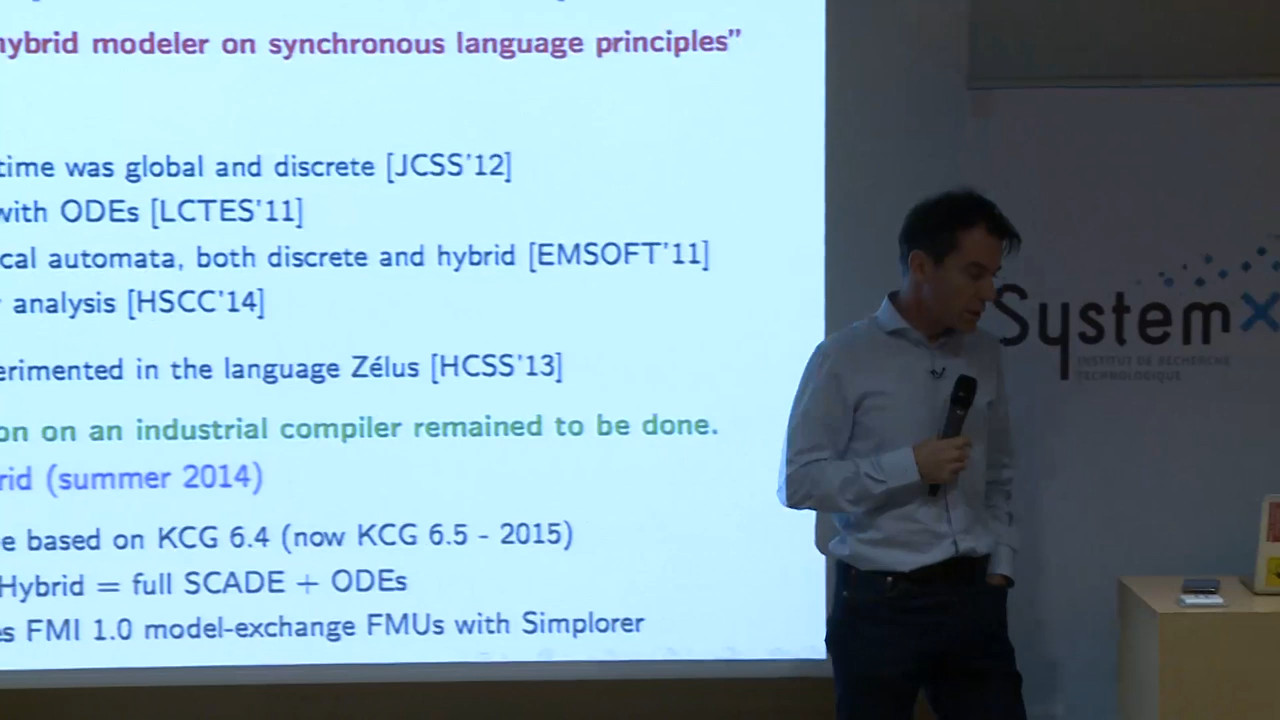 hybrid modeler on synchronous language principles”
time was global and discrete [JCSS'12]
with ODEs [LCTES'11]
cal automata, both discrete and hybrid [EMSOFT'11]
analysis [HSCC'14]
erimented in the language Zélus [HCSS'13]
on on an industrial compiler remained to be done.
rid (summer 2014)
e based on KCG 6.4 (now KCG 6.5 - 2015)
Hybrid = full SCADE + ODEs
es FMI 1.0 model-exchange FMUs with Simplorer
SystemX
INSTITUT DE RECHERCHE
TECHNOLOGIQUE